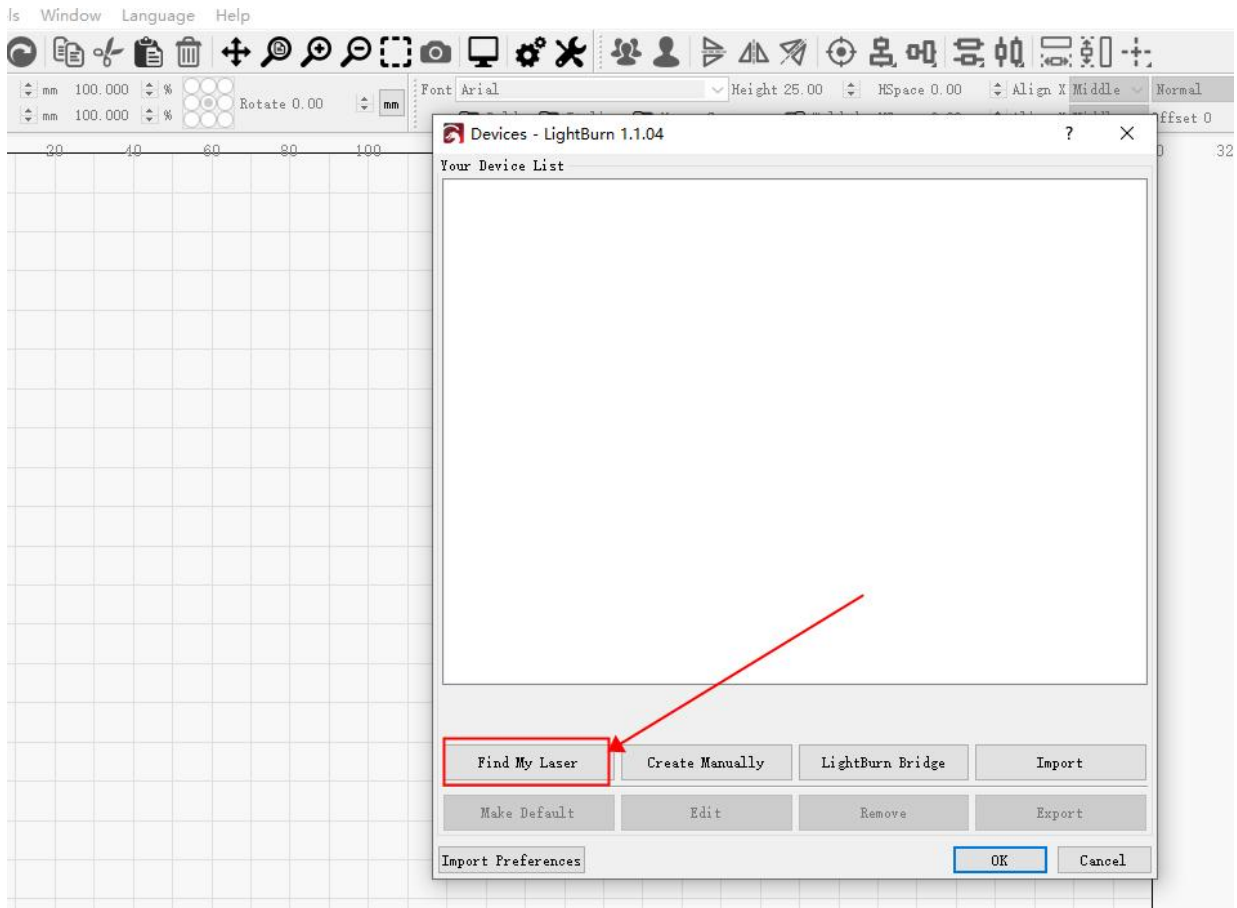 ls Window Language Help
mm 100.000 % Rotate 0.00 mm Font Arial Height 25.00 HSpace 0.00 Align X Middle Normal
mm 100.000 % Offset 0
Devices - LightBurn 1.1.04 ? ×
20 40 60 80 100 0 32
Your Device List
Find My Laser Create Manually LightBurn Bridge Import
Make Default Edit Remove Export
Import Preferences OK Cancel